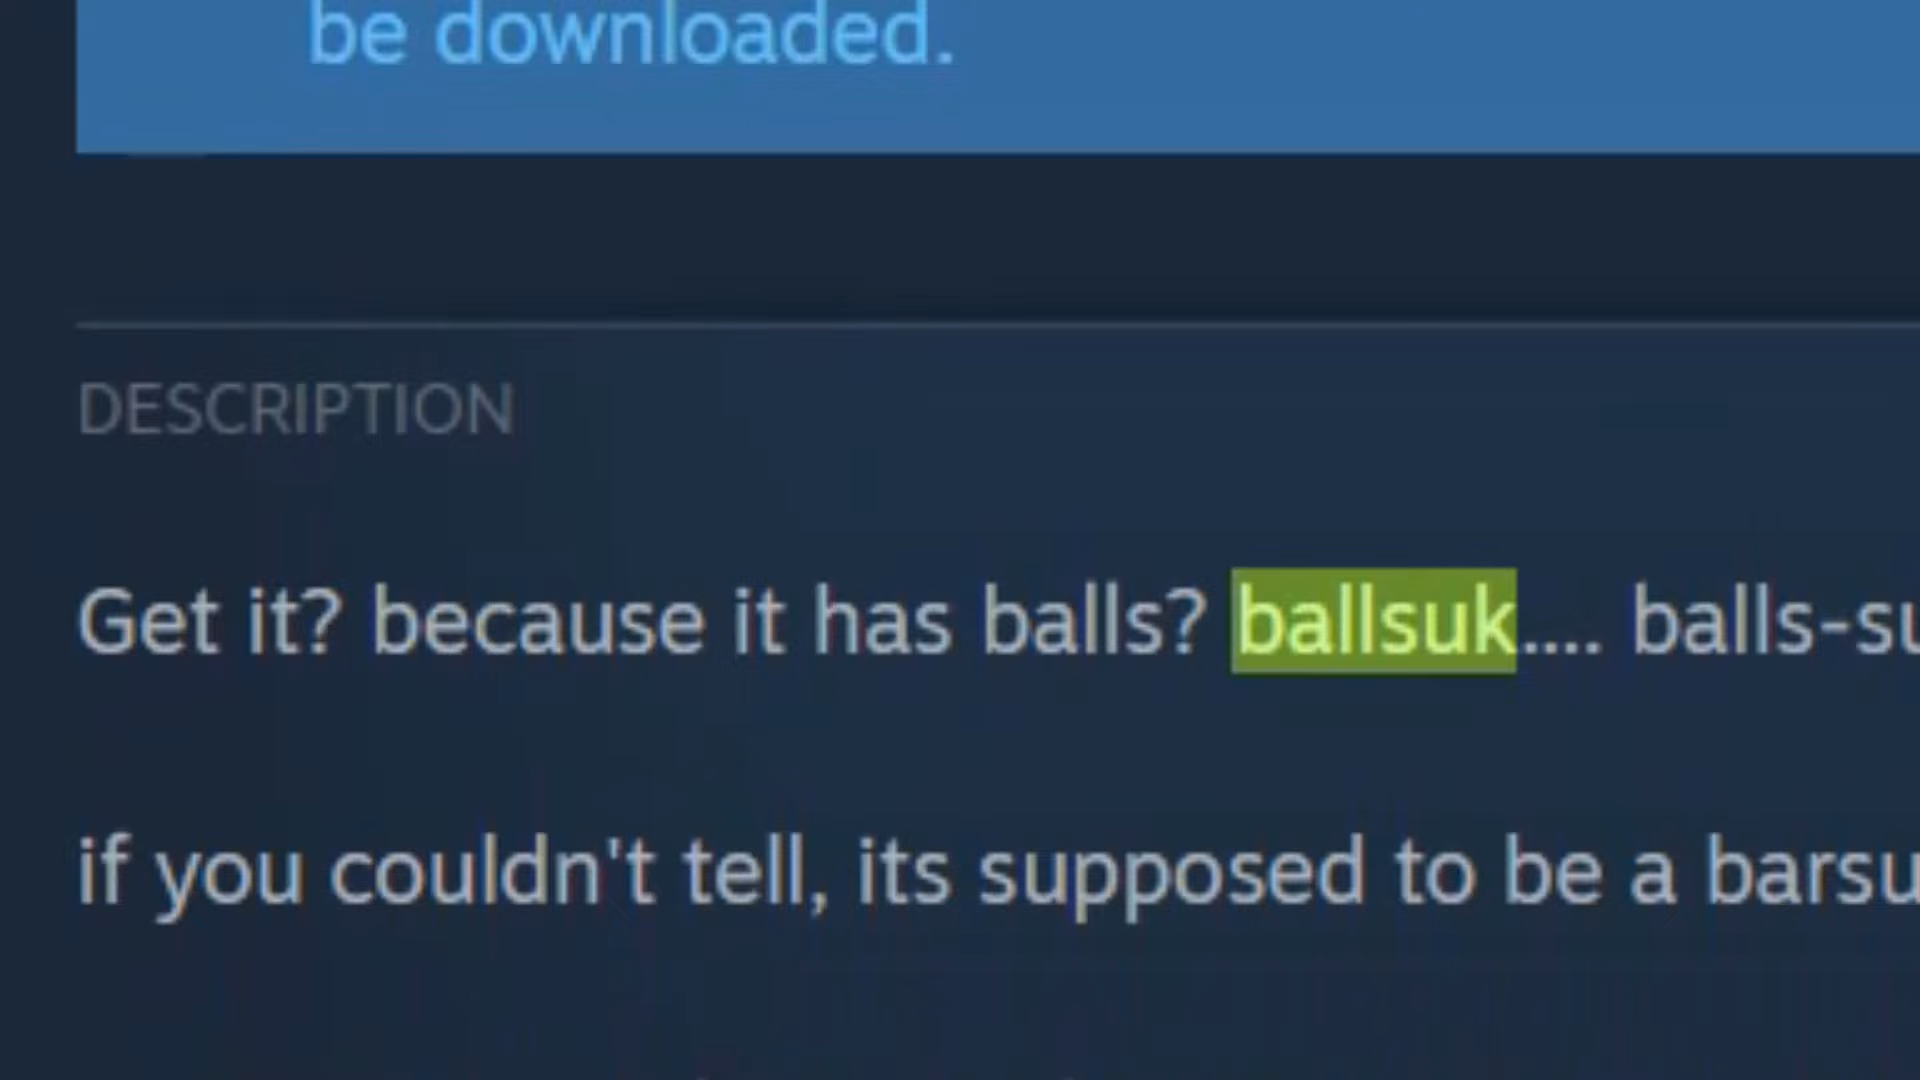 be downloaded.
DESCRIPTION
Get it? because it has balls? ballsuk.... balls-su
if you couldn't tell, its supposed to be a barsu